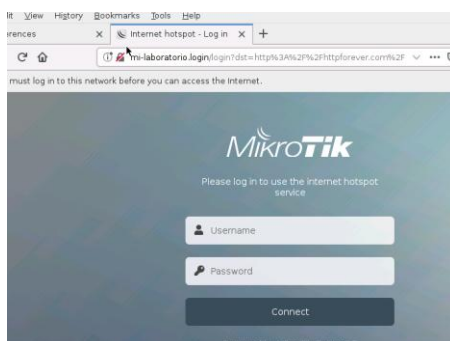 View History Bookmarks Tools Help
Internet hotspot - Log in
mi-laboratorio.login/login?dst=http%3A%2F%2Fhttpforever.com%2F
must log in to this network before you can access the Internet.
MikroTik
Please log in to use the internet hotspot
service
Username
Password
Connect